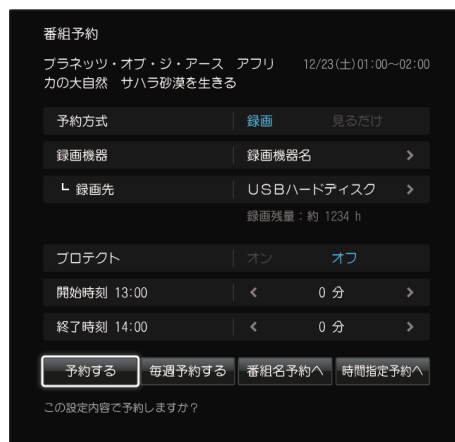 番組予約
プラネッツ・オブ・ジ・アース アフリ 12/23(土)01:00～02:00
カの大自然 サハラ砂漠を生きる
予約方式 録画 見るだけ
録画機器 録画機器名 >
┗ 録画先 ＵＳＢハードディスク >
録画残量：約 1234 h
プロテクト オン オフ
開始時刻 13:00 < 0 分 >
終了時刻 14:00 < 0 分 >
予約する 毎週予約する 番組名予約へ 時間指定予約へ
この設定内容で予約しますか？